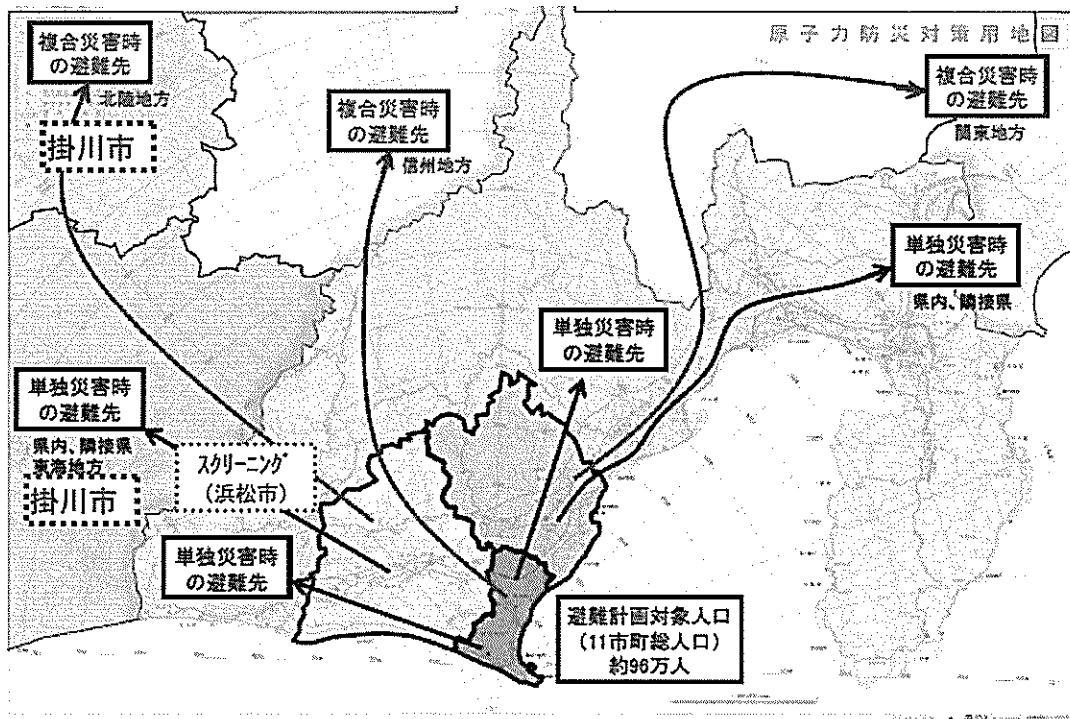 原子力防災対策用地図
複合災害時
の避難先
北陸地方
掛川市
複合災害時
の避難先
信州地方
複合災害時
の避難先
関東地方
単独災害時
の避難先
県内、隣接県
単独災害時
の避難先
単独災害時
の避難先
県内、隣接県
東海地方
掛川市
スクリーニング
(浜松市)
単独災害時
の避難先
避難計画対象人口
(11市町総人口)
約96万人